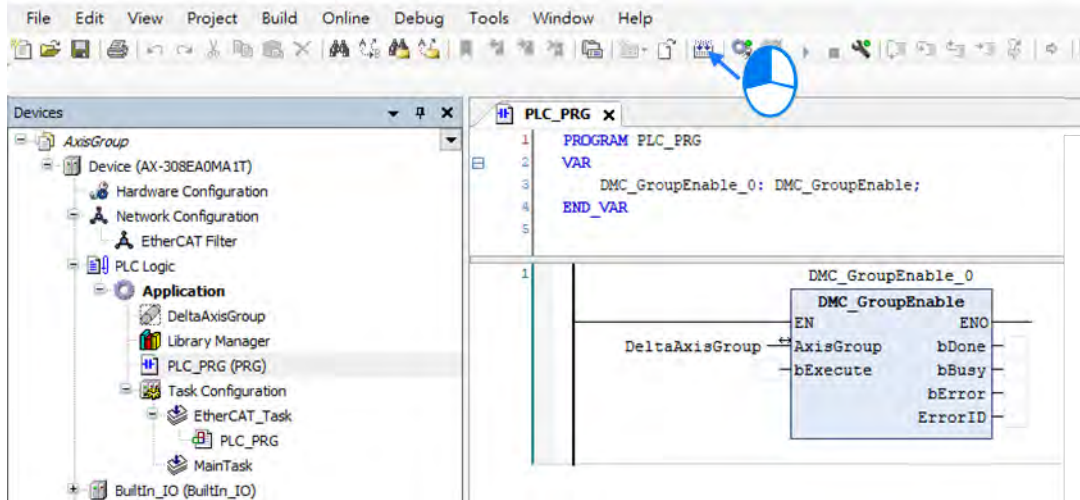 File Edit View Project Build Online Debug Tools Window Help
Devices
AxisGroup
Device (AX-308EA0MA1T)
Hardware Configuration
Network Configuration
EtherCAT Filter
PLC Logic
Application
DeltaAxisGroup
Library Manager
PLC_PRG (PRG)
Task Configuration
EtherCAT_Task
PLC_PRG
MainTask
BuiltIn_IO (BuiltIn_IO)
PLC_PRG
1 PROGRAM PLC_PRG
2 VAR
3 DMC_GroupEnable_0: DMC_GroupEnable;
4 END_VAR
5
1
DMC_GroupEnable_0
DMC_GroupEnable
EN ENO
DeltaAxisGroup AxisGroup bDone
bExecute bBusy
bError
ErrorID